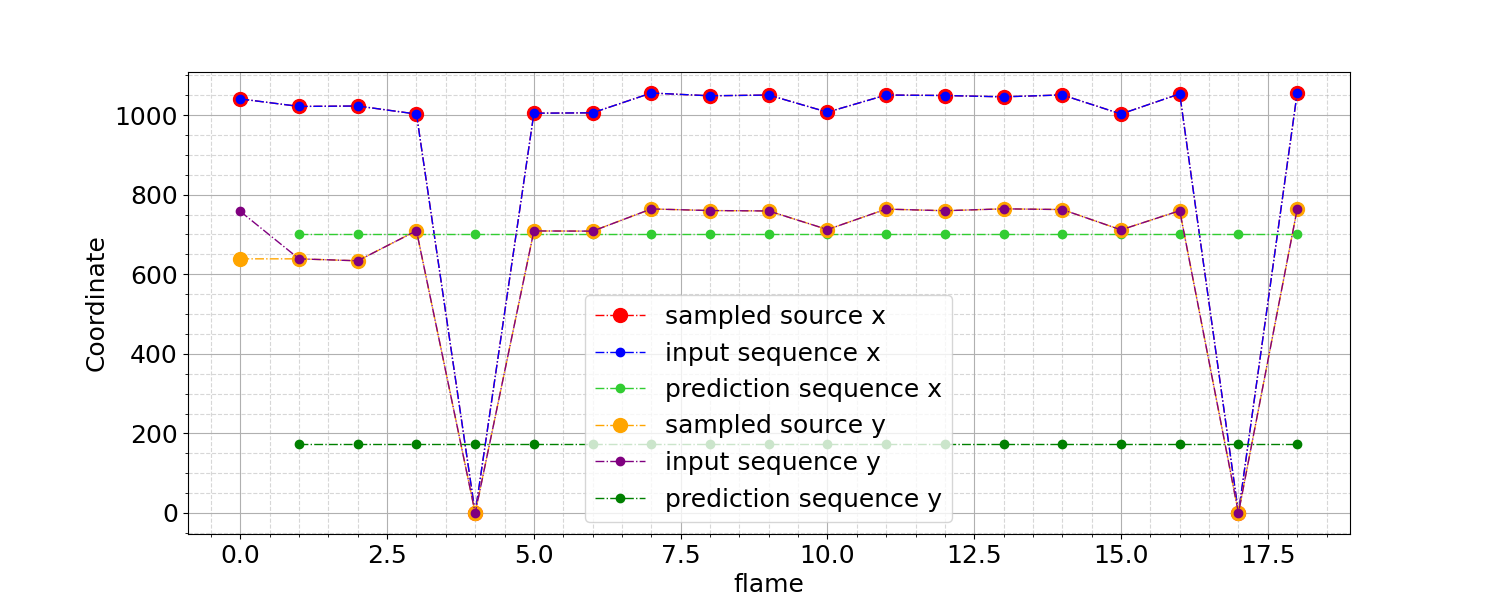 1000
800
600
400
200
0
Coordinate
sampled source x
input sequence x
prediction sequence x
sampled source y
input sequence y
prediction sequence y
0.0 2.5 5.0 7.5 10.0 12.5 15.0 17.5
flame